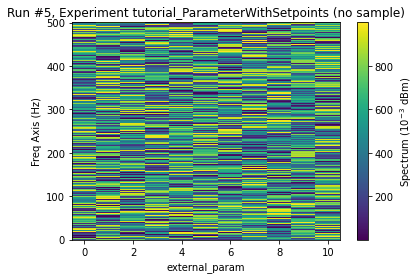 Run #5, Experiment tutorial_ParameterWithSetpoints (no sample)
500
400
300
200
100
0
Freq Axis (Hz)
0 2 4 6 8 10
external_param
800
600
400
200
Spectrum (10⁻³ dBm)